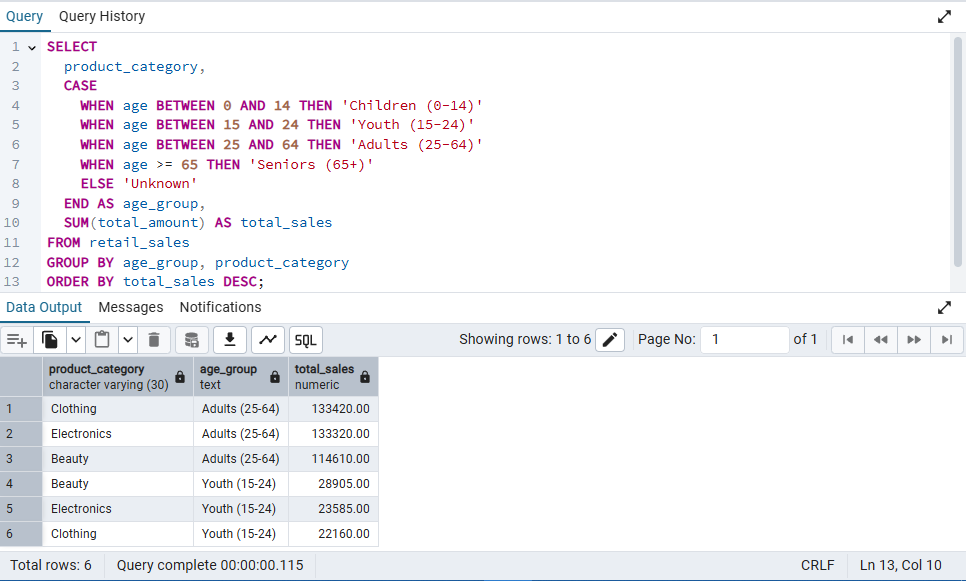 Query Query History
1 SELECT
2 product_category,
3 CASE
4 WHEN age BETWEEN 0 AND 14 THEN 'Children (0-14)'
5 WHEN age BETWEEN 15 AND 24 THEN 'Youth (15-24)'
6 WHEN age BETWEEN 25 AND 64 THEN 'Adults (25-64)'
7 WHEN age >= 65 THEN 'Seniors (65+)'
8 ELSE 'Unknown'
9 END AS age_group,
10 SUM(total_amount) AS total_sales
11 FROM retail_sales
12 GROUP BY age_group, product_category
13 ORDER BY total_sales DESC;
Data Output Messages Notifications
SQL Showing rows: 1 to 6 Page No: 1 of 1
product_category age_group total_sales
character varying (30) text numeric
1 Clothing Adults (25-64) 133420.00
2 Electronics Adults (25-64) 133320.00
3 Beauty Adults (25-64) 114610.00
4 Beauty Youth (15-24) 28905.00
5 Electronics Youth (15-24) 23585.00
6 Clothing Youth (15-24) 22160.00
Total rows: 6 Query complete 00:00:00.115 CRLF Ln 13, Col 10